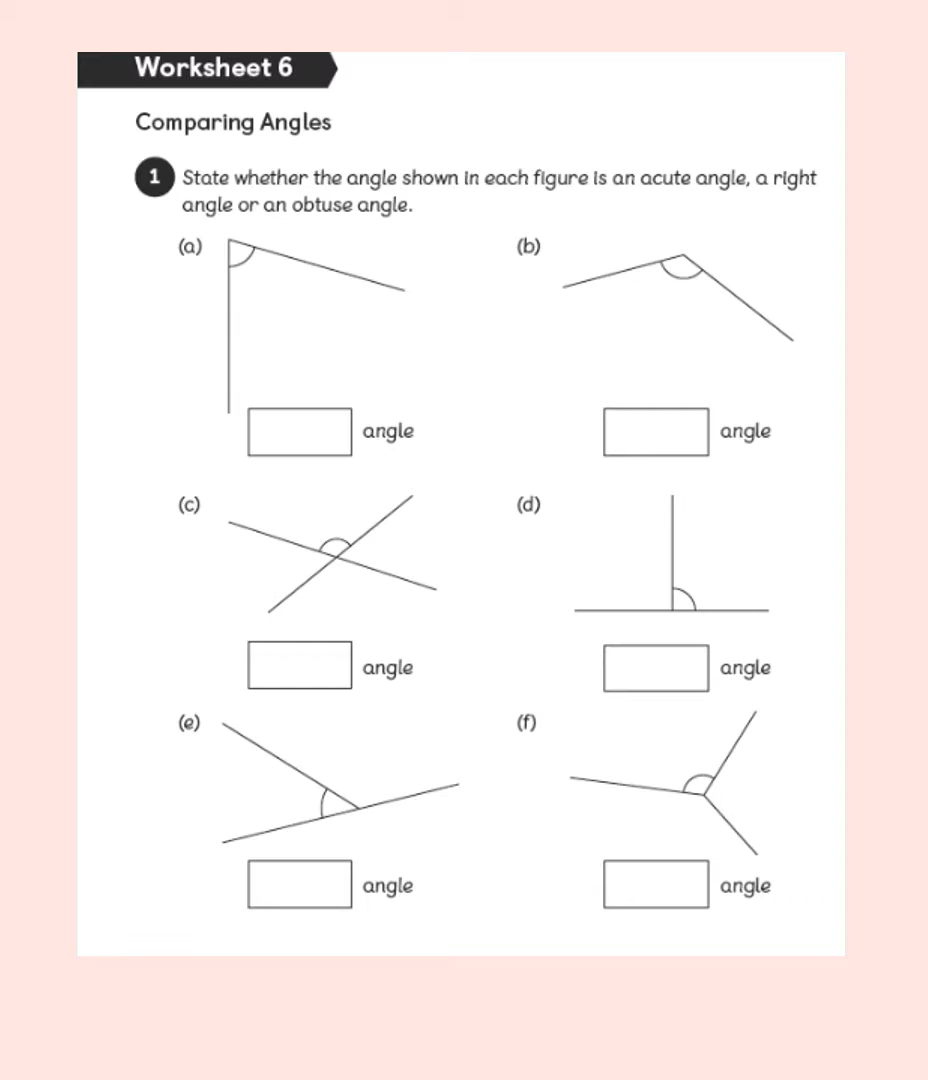 Worksheet 6
Comparing Angles
1 State whether the angle shown in each figure is an acute angle, a right
angle or an obtuse angle.
(a) (b)
angle angle
(c) (d)
angle angle
(e) (f)
angle angle